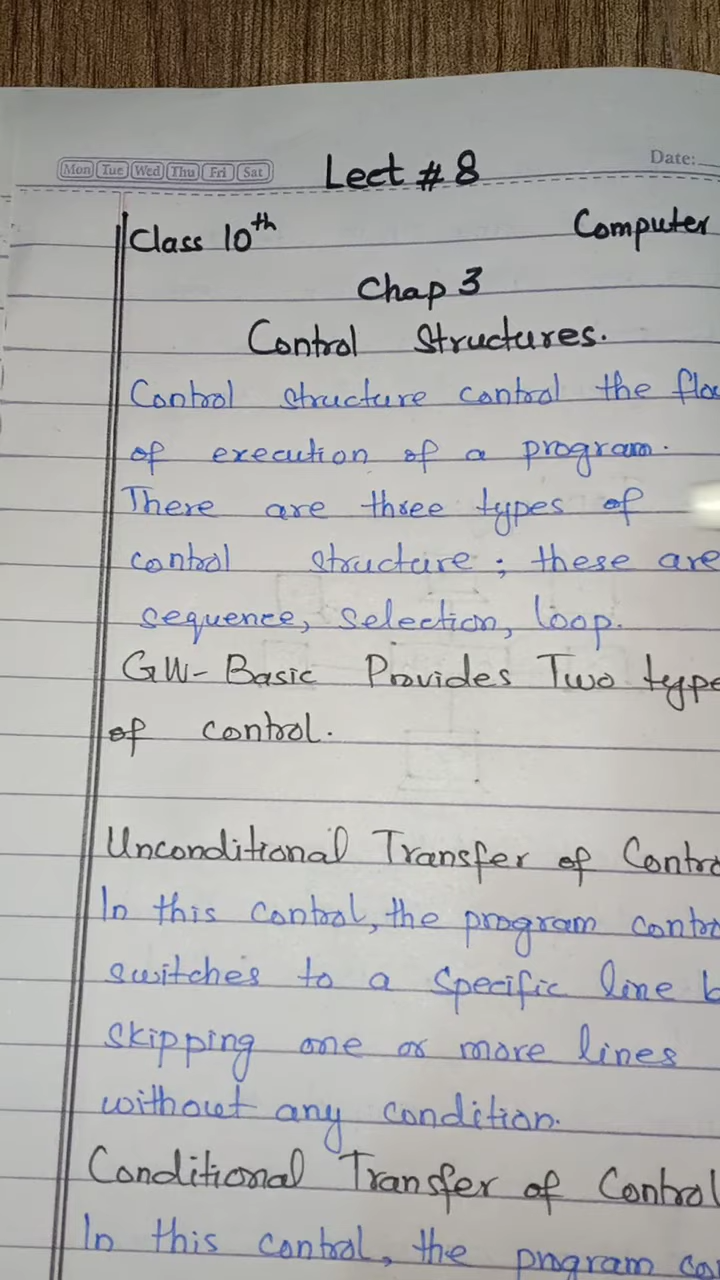 Mon Tue Wed Thu Fri Sat
Lect # 8
Date:
Class 10th Computer
Chap 3
Control Structures.
Control structure control the flo
of execution of a program.
There are three types of
control structure; these are
sequence, selection, loop.
GW-Basic Provides Two type
of control.
Unconditional Transfer of Contro
In this control, the program contro
switches to a specific line b
skipping one or more lines
without any condition.
Conditional Transfer of Control
In this control, the program co